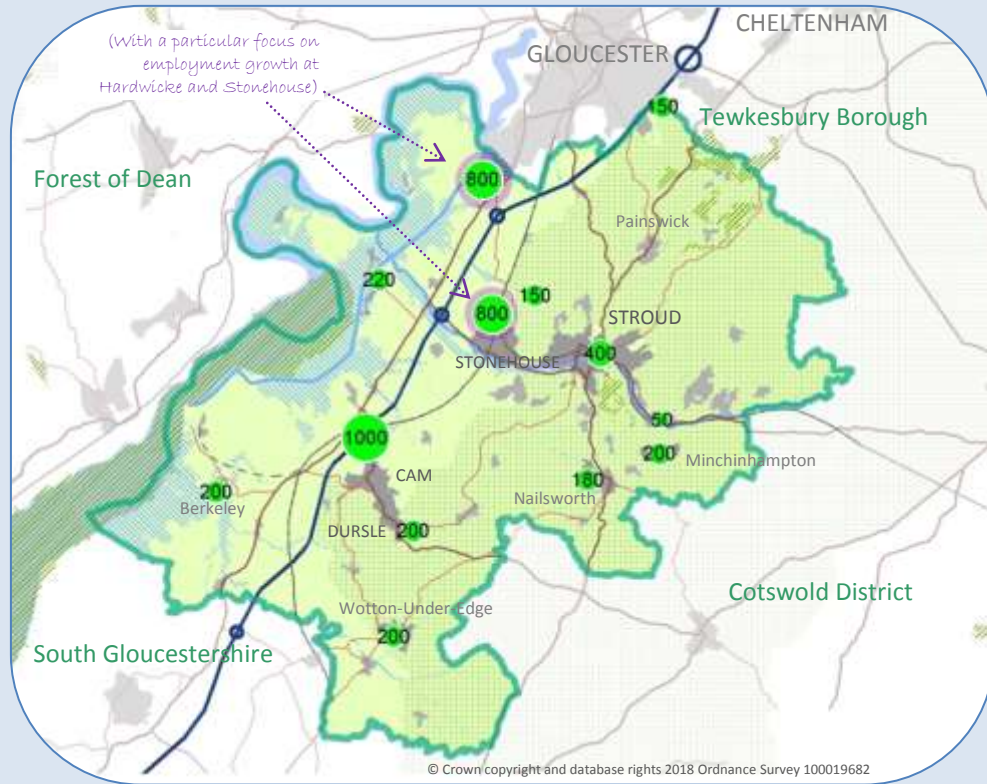 CHELTENHAM
GLOUCESTER
(With a particular focus on
employment growth at
Hardwicke and Stonehouse)
150
Tewkesbury Borough
Forest of Dean
800
Painswick
220
150
800
STROUD
STONEHOUSE
400
50
1000
200
Minchinhampton
CAM
180
200
Nailsworth
Berkeley
DURSLE
200
Cotswold District
Wotton-Under-Edge
200
South Gloucestershire
© Crown copyright and database rights 2018 Ordnance Survey 100019682